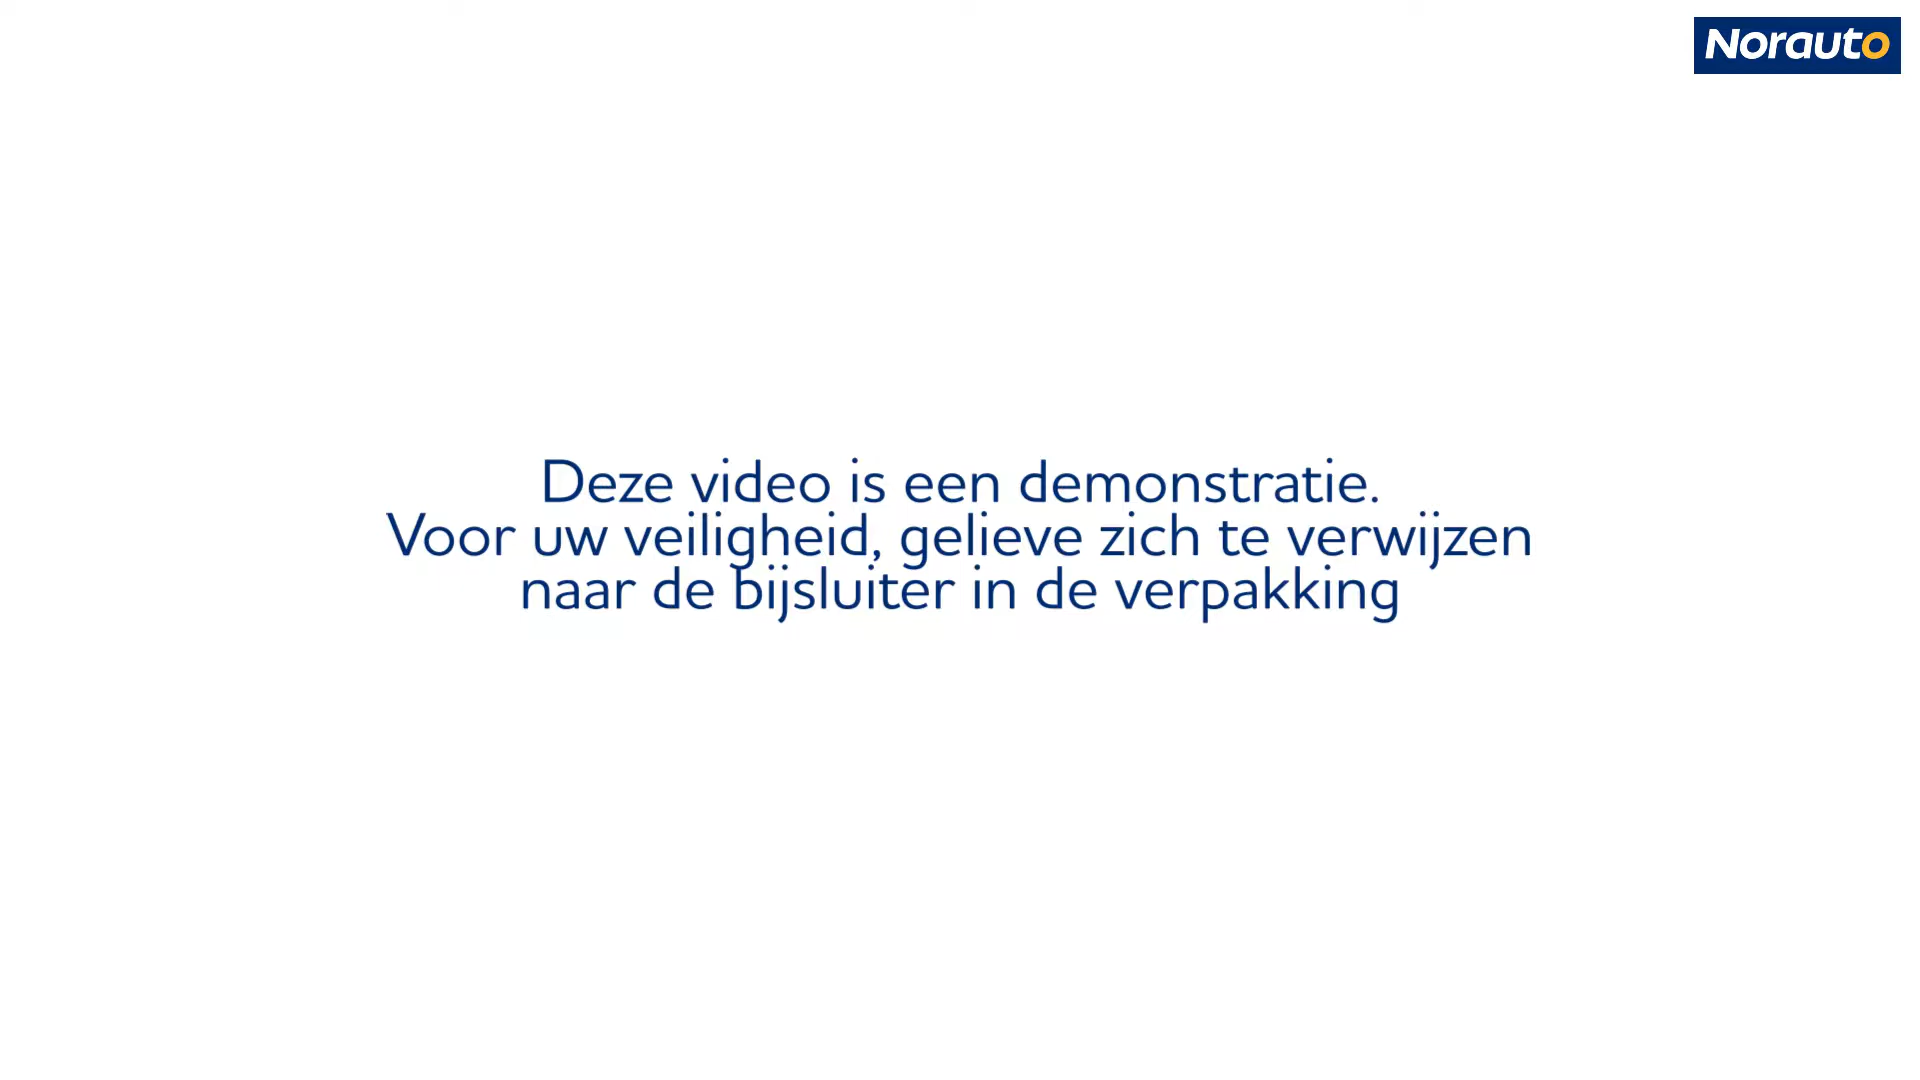 Norauto
Deze video is een demonstratie.
Voor uw veiligheid, gelieve zich te verwijzen
naar de bijsluiter in de verpakking